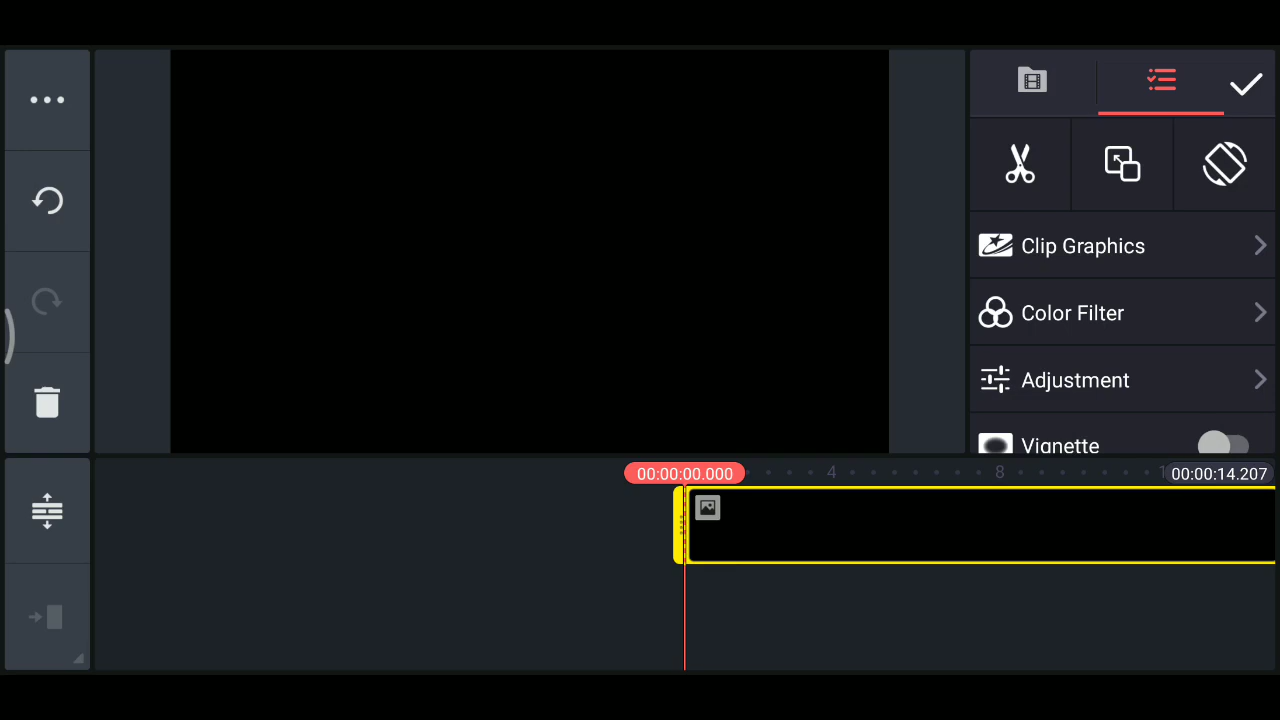 Clip Graphics
Color Filter
Adjustment
Vignette
00:00:00.000
4
8
00:00:14.207